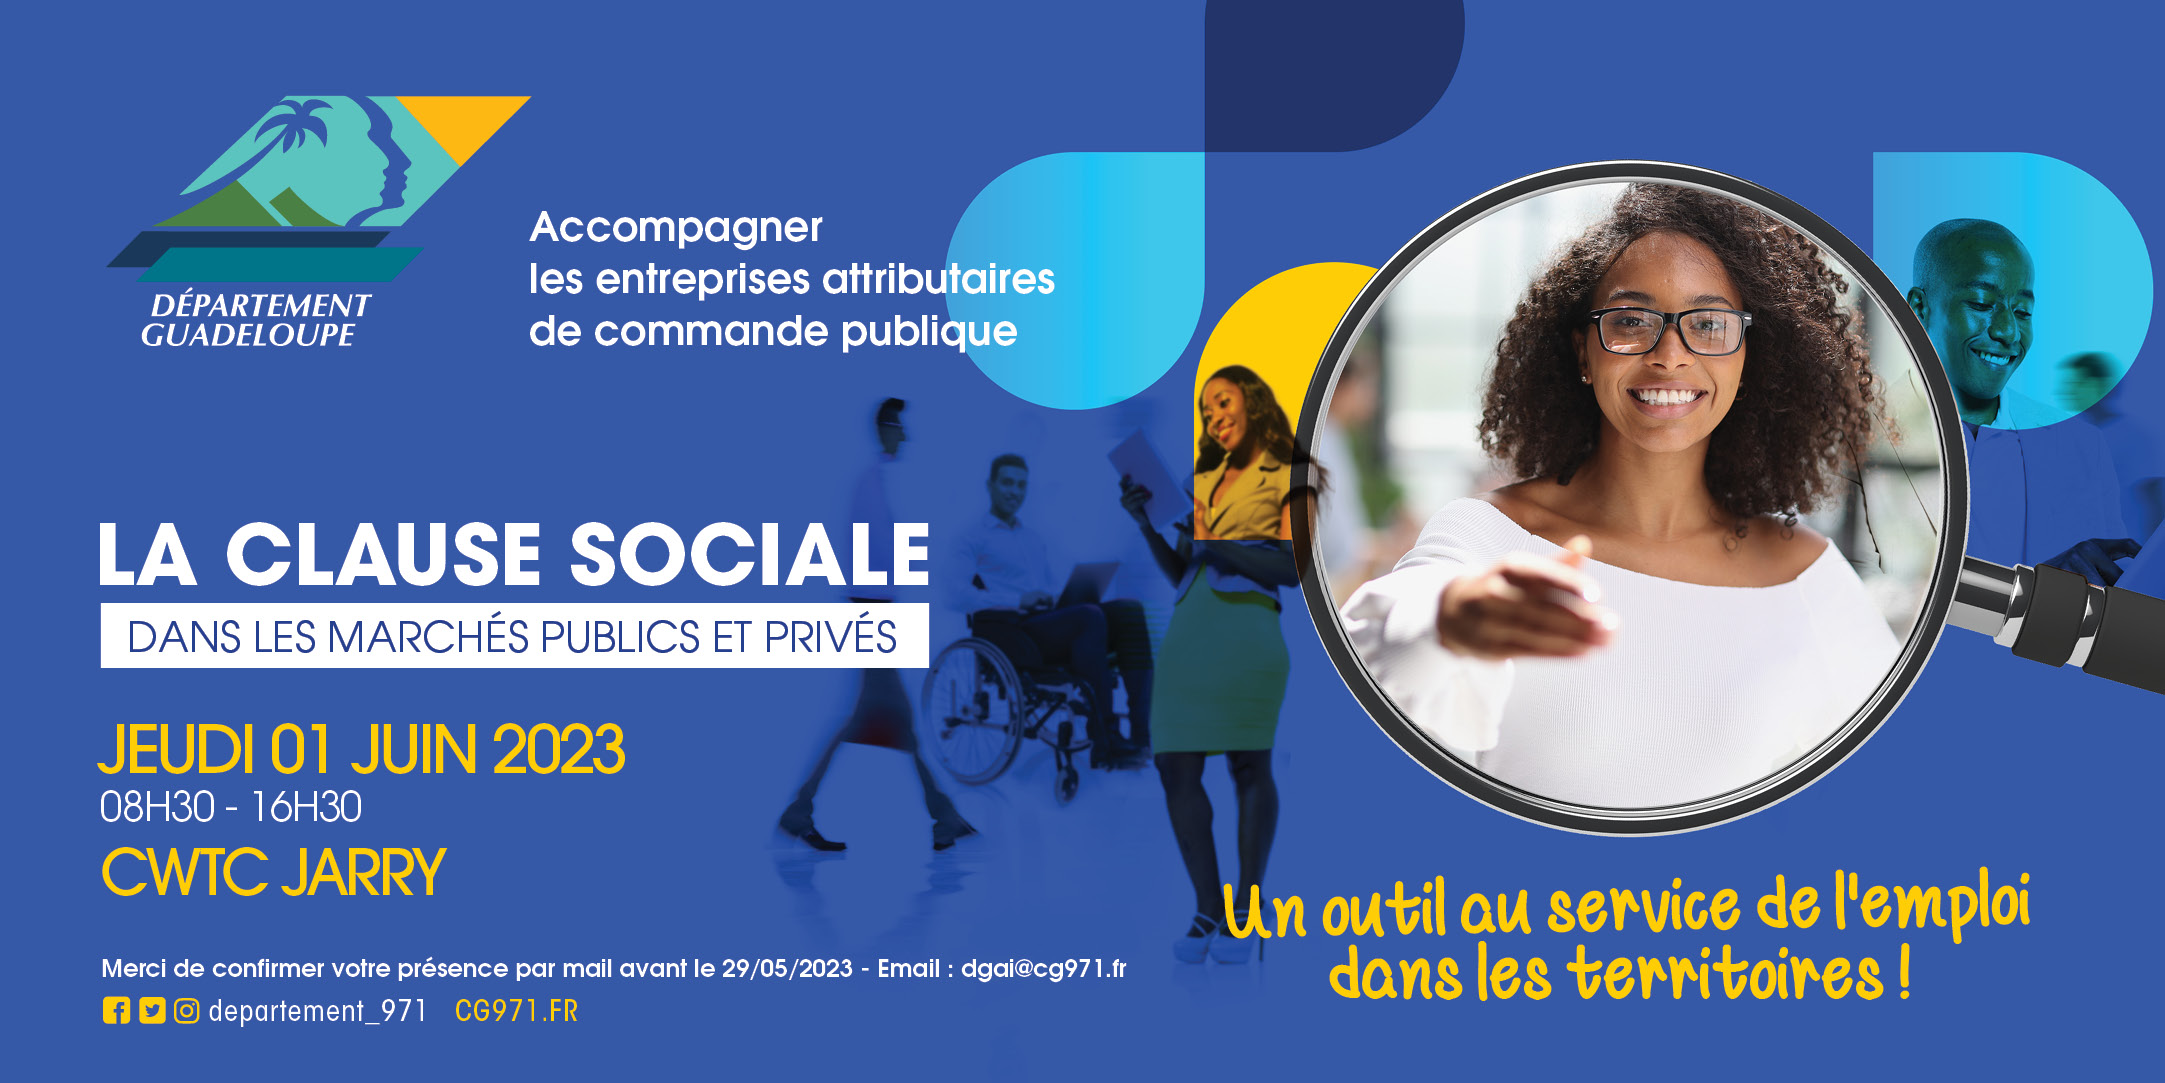 DÉPARTEMENT
GUADELOUPE
Accompagner
les entreprises attributaires
de commande publique
LA CLAUSE SOCIALE
DANS LES MARCHÉS PUBLICS ET PRIVÉS
JEUDI 01 JUIN 2023
08H30 - 16H30
CWTC JARRY
Merci de confirmer votre présence par mail avant le 29/05/2023 - Email : dgai@cg971.fr
departement_971 CG971.FR
Un outil au service de l'emploi
dans les territoires !